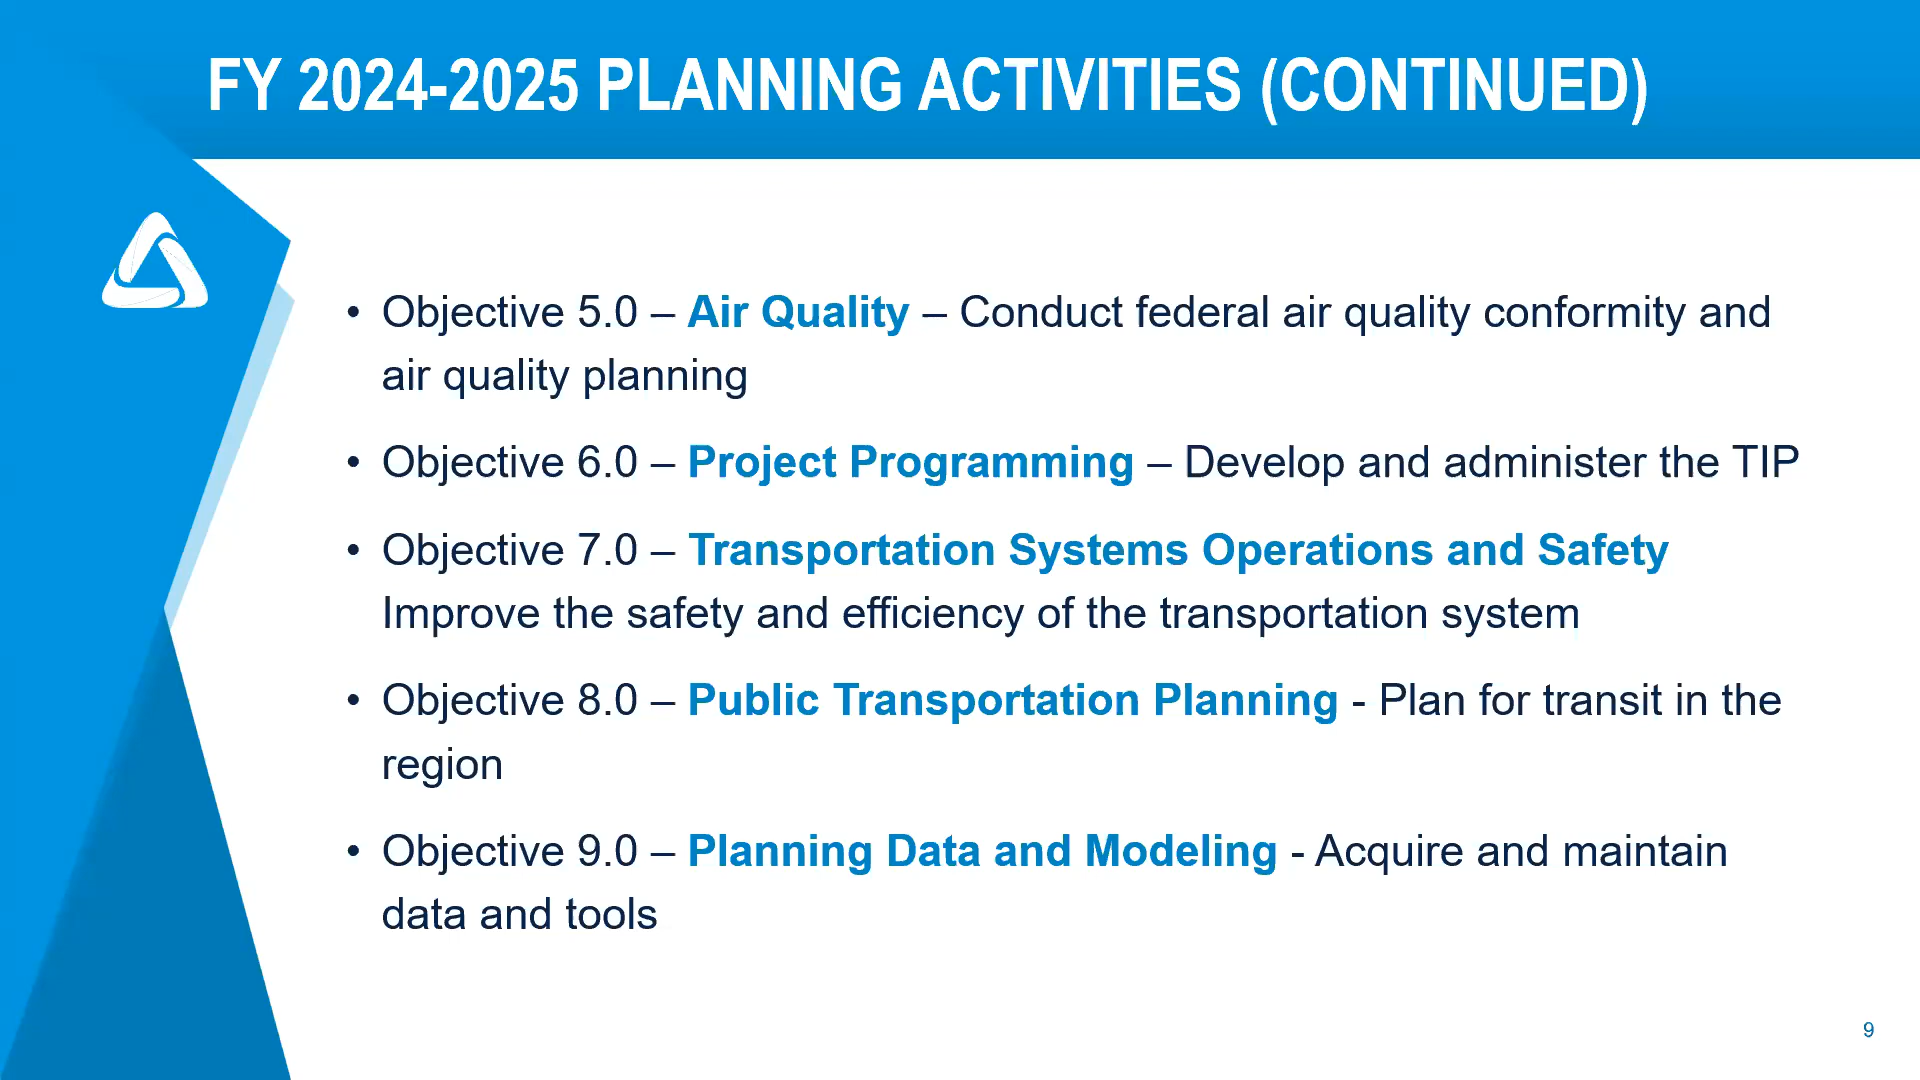 FY 2024-2025 PLANNING ACTIVITIES (CONTINUED)
• Objective 5.0 – Air Quality – Conduct federal air quality conformity and
air quality planning
• Objective 6.0 – Project Programming – Develop and administer the TIP
• Objective 7.0 – Transportation Systems Operations and Safety
Improve the safety and efficiency of the transportation system
• Objective 8.0 – Public Transportation Planning - Plan for transit in the
region
• Objective 9.0 – Planning Data and Modeling - Acquire and maintain
data and tools
9